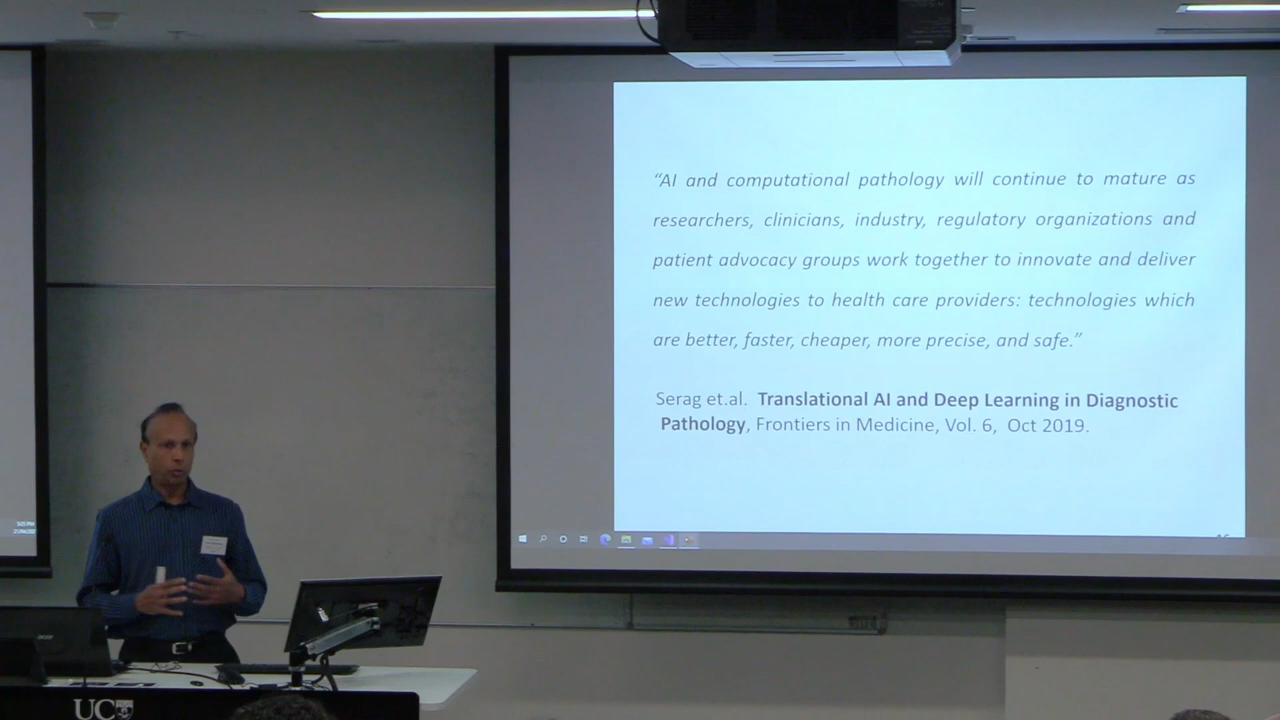 “AI and computational pathology will continue to mature as
researchers, clinicians, industry, regulatory organizations and
patient advocacy groups work together to innovate and deliver
new technologies to health care providers: technologies which
are better, faster, cheaper, more precise, and safe.”
Serag et.al. Translational AI and Deep Learning in Diagnostic
Pathology, Frontiers in Medicine, Vol. 6, Oct 2019.
acer
UC